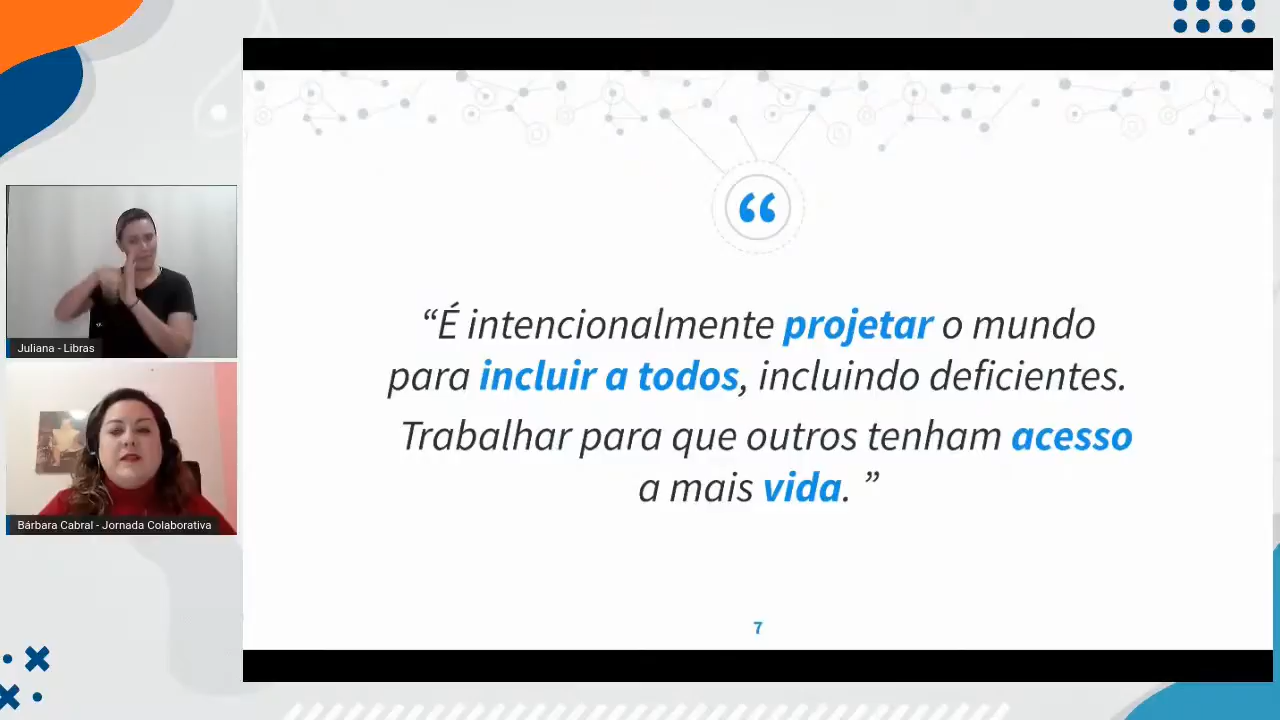 “
“É intencionalmente projetar o mundo
para incluir a todos, incluindo deficientes.
Trabalhar para que outros tenham acesso
a mais vida. ”
7
Juliana - Libras
Bárbara Cabral - Jornada Colaborativa